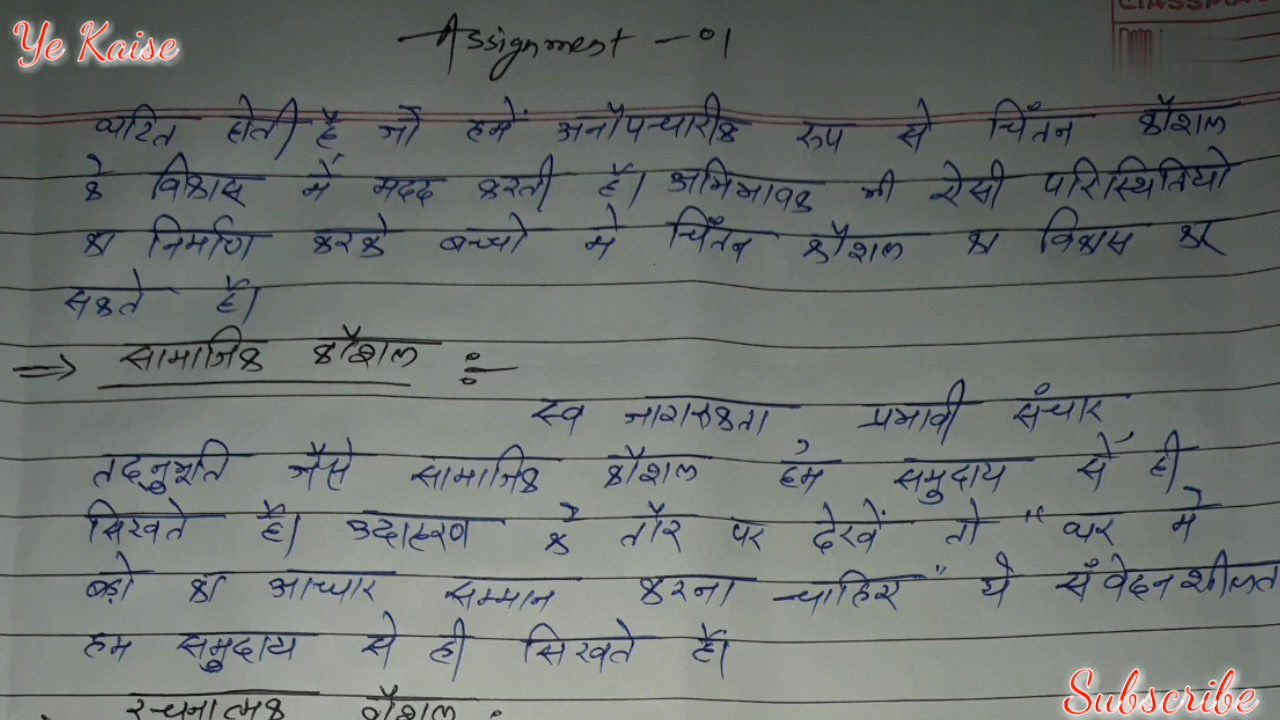 Ye Kaise
CLASSMATE
Assignment - 01
घटित होती है जो हमें अनौपचारीक रूप से चिंतन कौशल
के विकास में मदद करती है। अभिभावक भी ऐसी परिस्थितियो
का निर्माण करके बच्चो मे चिंतन कौशल का विकास कर
सकते है।
⇒ सामाजिक कौशल :-
स्व जागरुकता प्रभावी संचार
तद्नुभूति जैसे सामाजिक कौशल हमे समुदाय से ही
सिखते है। उदाहरण के तौर पर देखें तो " घर मे
बड़ो का आचार सम्मान करना चाहिए " ये संवेदनशीलत
हम समुदाय से ही सिखते है।
रचनात्मक कौशल :
Subscribe